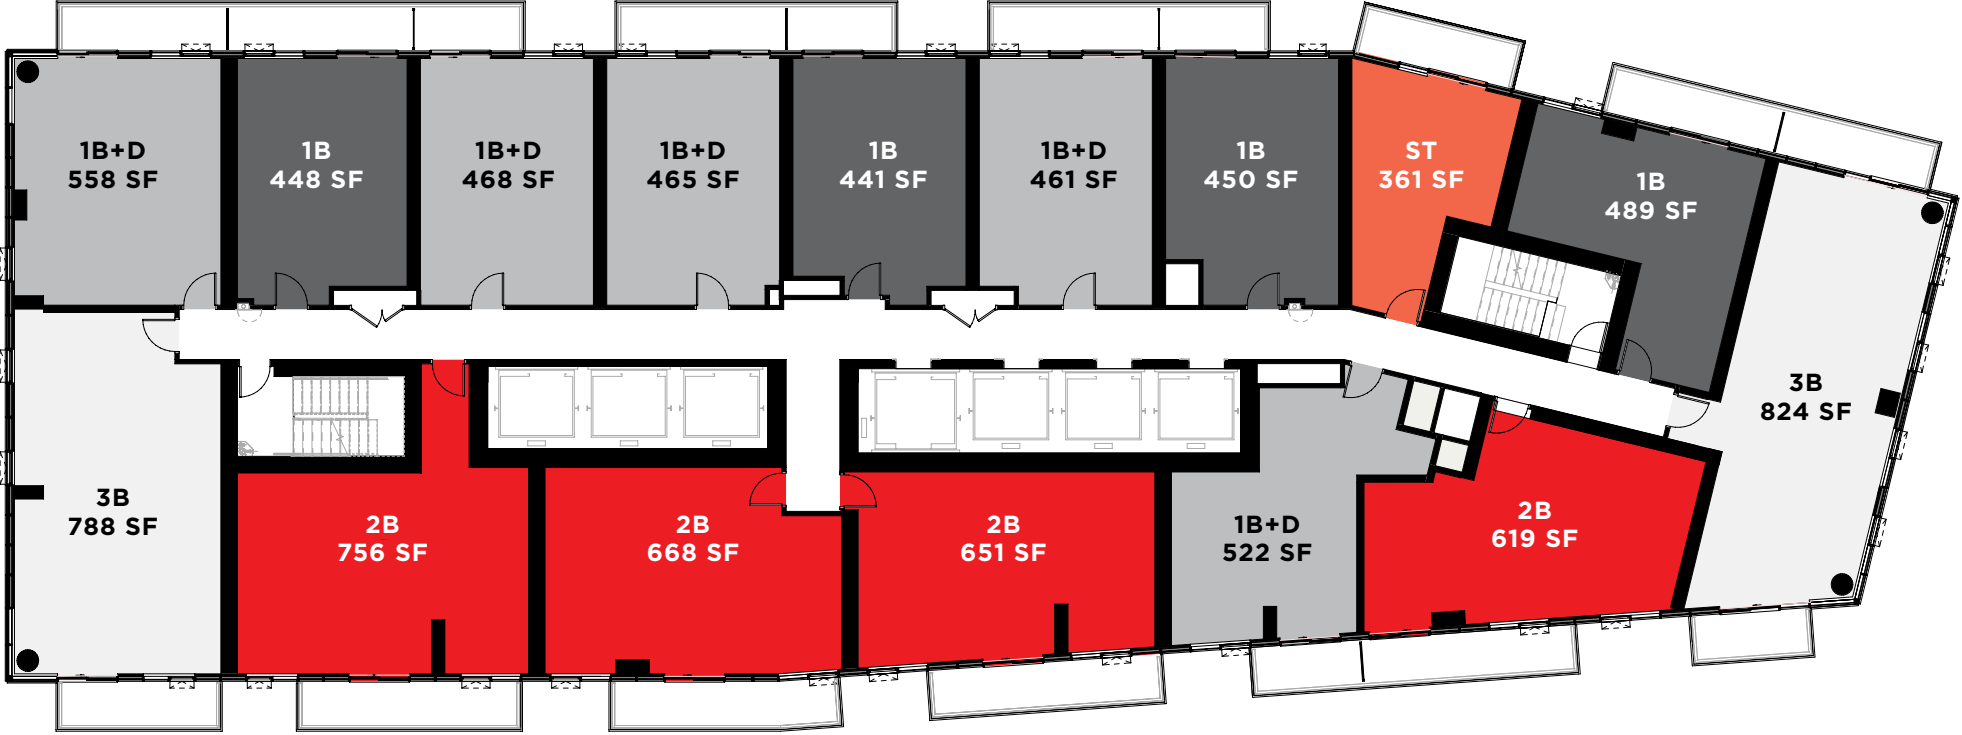 1B+D
558 SF
1B
448 SF
1B+D
468 SF
1B+D
465 SF
1B
441 SF
1B+D
461 SF
1B
450 SF
ST
361 SF
1B
489 SF
3B
824 SF
3B
788 SF
2B
756 SF
2B
668 SF
2B
651 SF
1B+D
522 SF
2B
619 SF